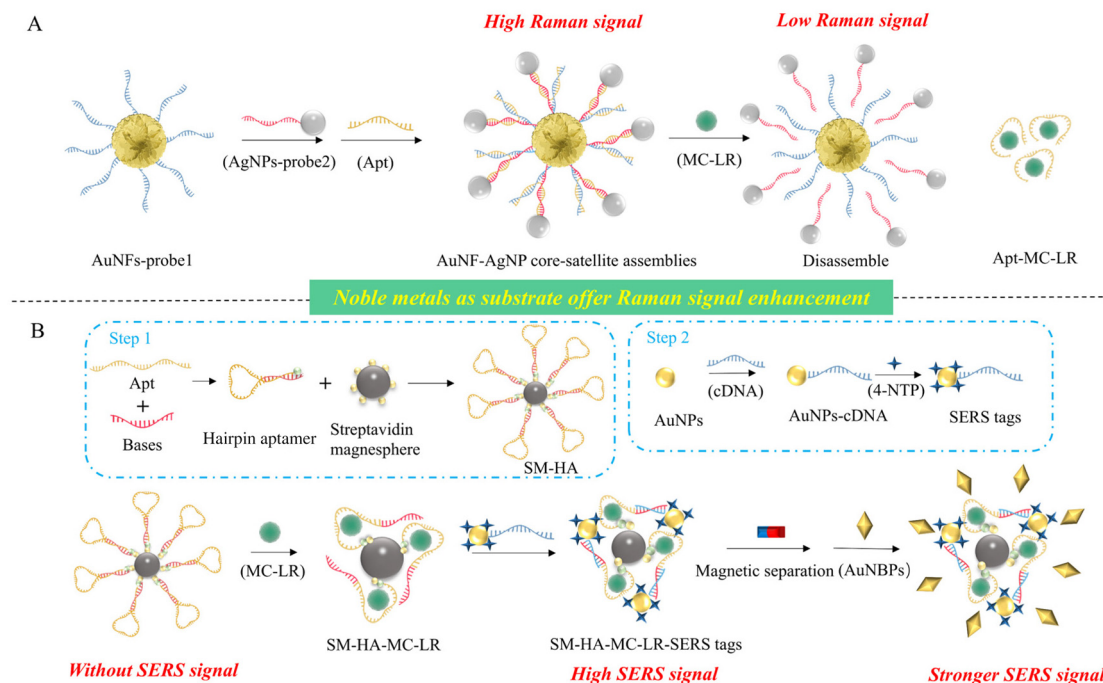 A
High Raman signal
Low Raman signal
(AgNPs-probe2)
(Apt)
(MC-LR)
AuNFs-probe1
AuNF-AgNP core-satellite assemblies
Disassemble
Apt-MC-LR
Noble metals as substrate offer Raman signal enhancement
B
Step 1
Apt
+
Bases
Hairpin aptamer
+
Streptavidin
magnesphere
SM-HA
Step 2
AuNPs
(cDNA)
AuNPs-cDNA
(4-NTP)
SERS tags
(MC-LR)
SM-HA-MC-LR
SM-HA-MC-LR-SERS tags
Magnetic separation
(AuNBPs)
Without SERS signal
High SERS signal
Stronger SERS signal